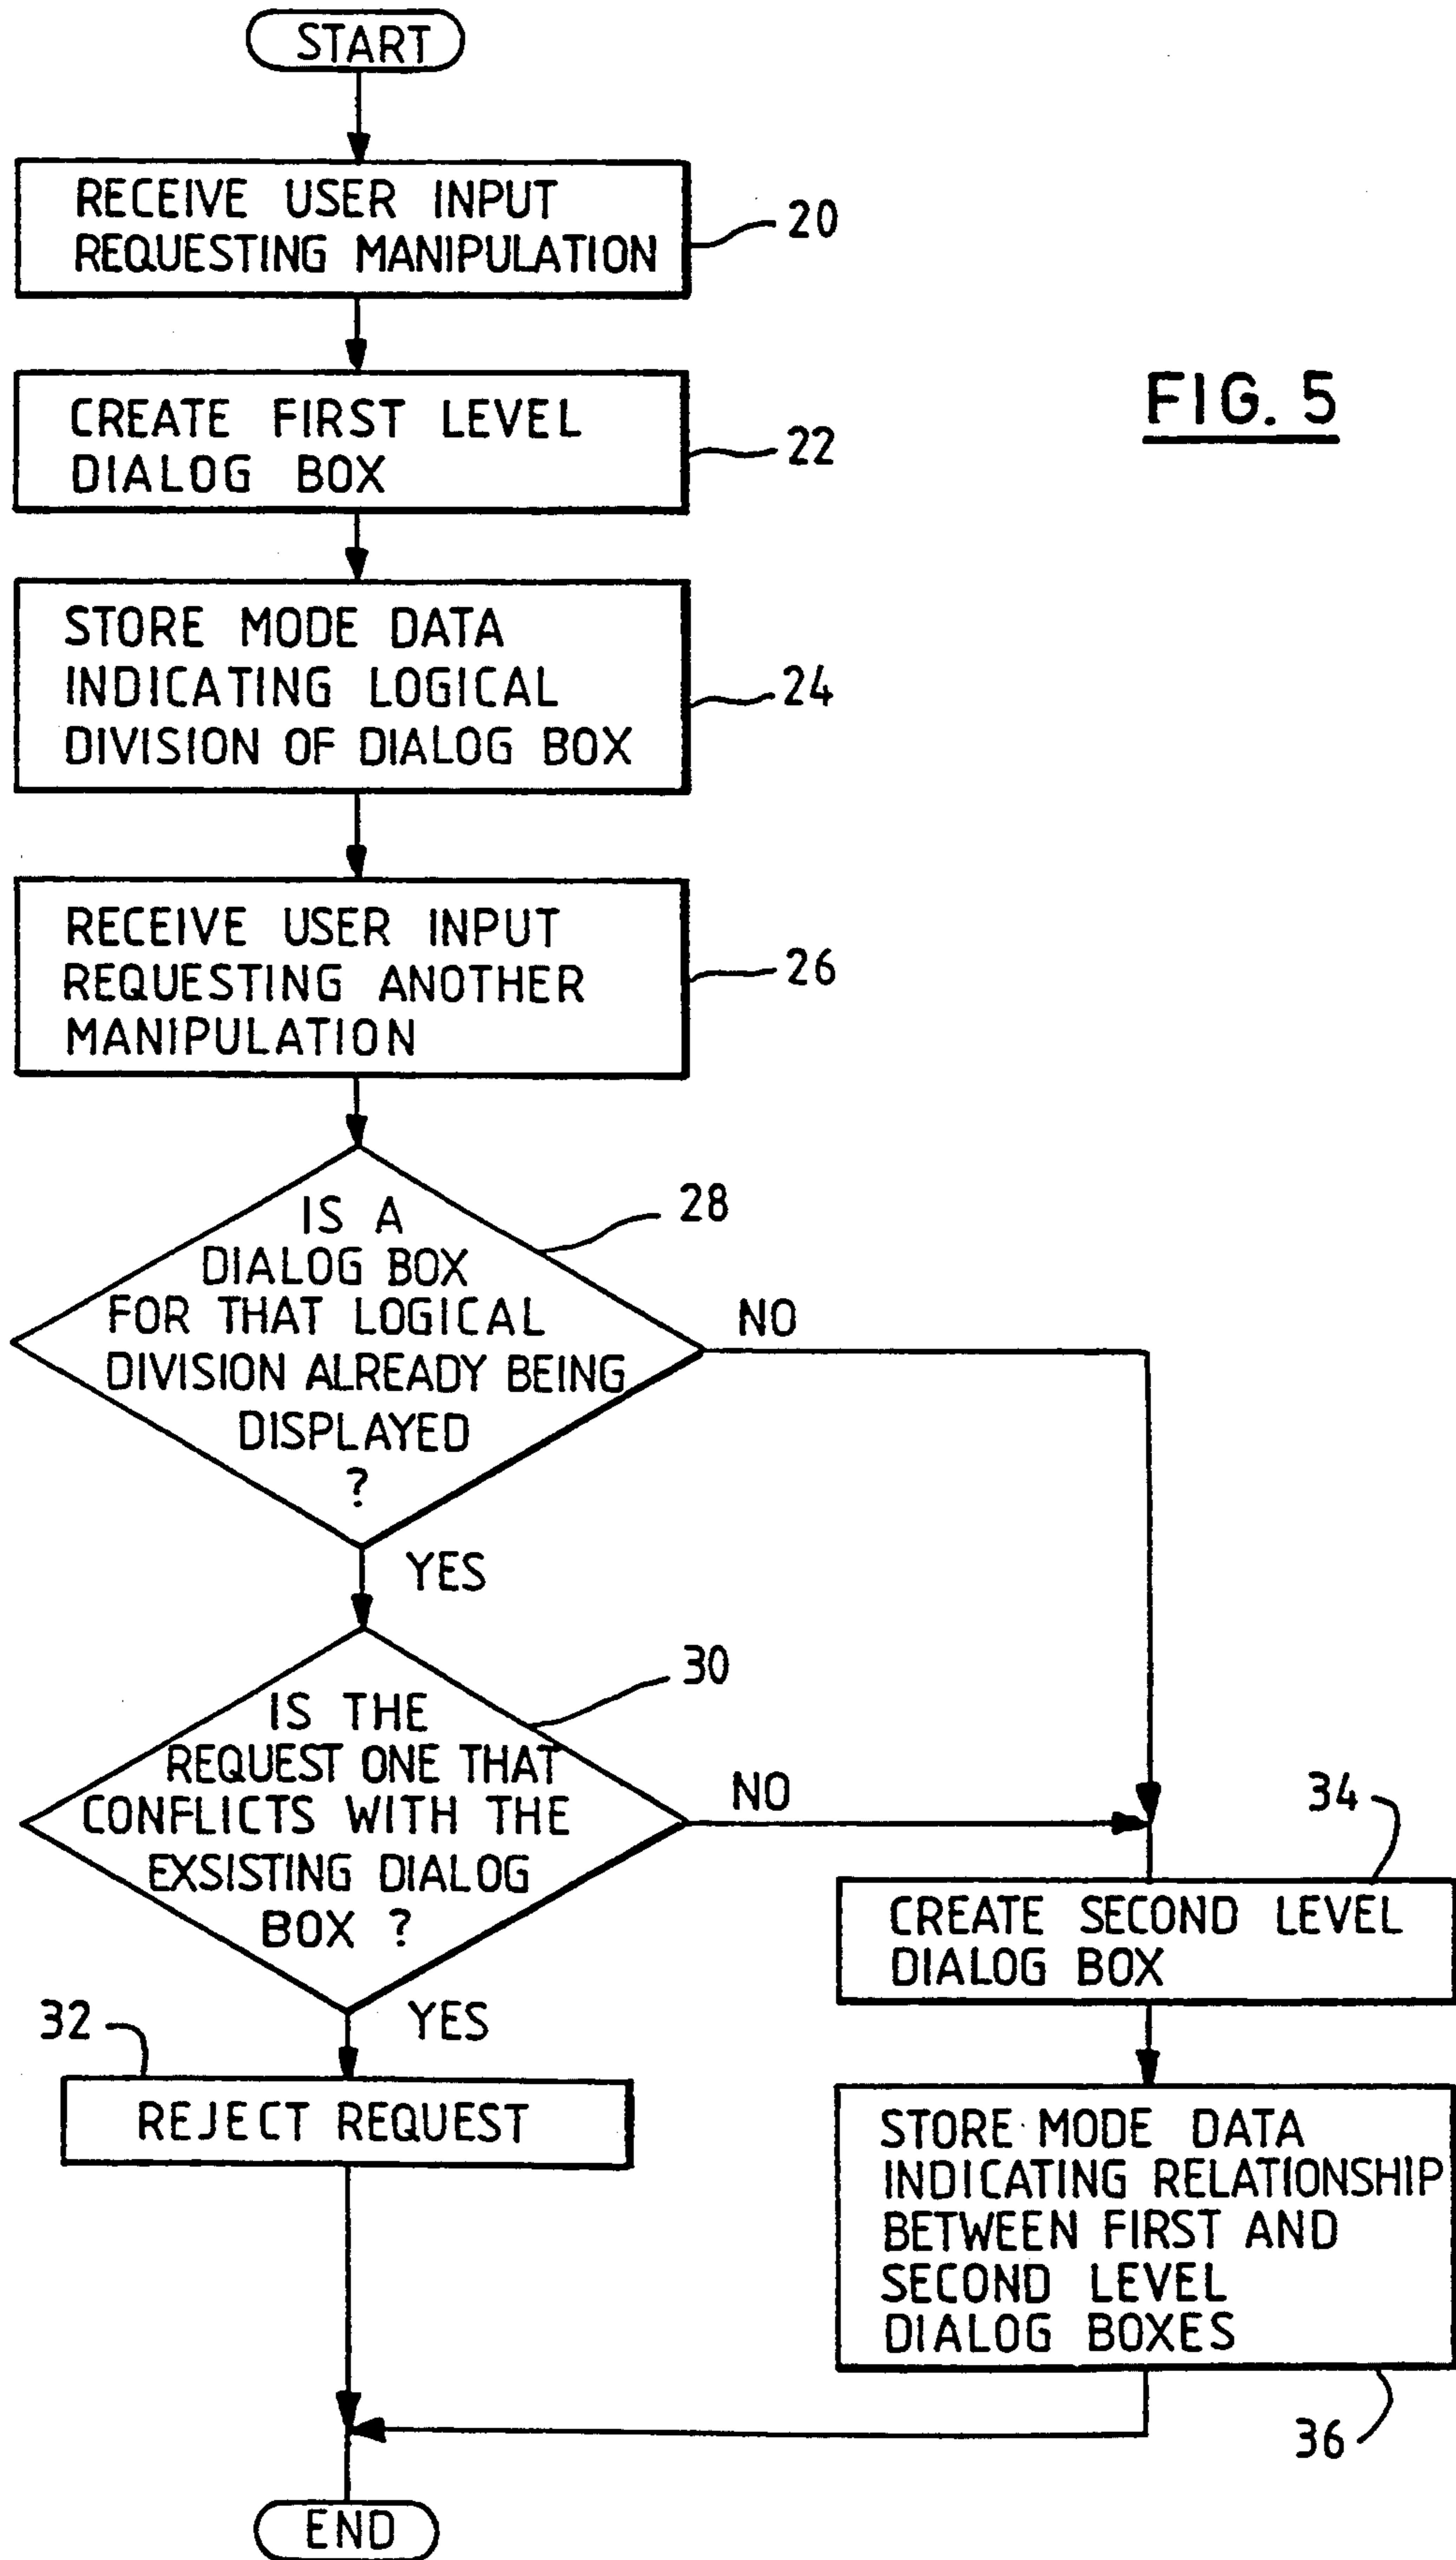 START
RECEIVE USER INPUT
REQUESTING MANIPULATION
20
CREATE FIRST LEVEL
DIALOG BOX
22
FIG. 5
STORE MODE DATA
INDICATING LOGICAL
DIVISION OF DIALOG BOX
24
RECEIVE USER INPUT
REQUESTING ANOTHER
MANIPULATION
26
IS A
DIALOG BOX
FOR THAT LOGICAL
DIVISION ALREADY BEING
DISPLAYED
?
28
NO
YES
IS THE
REQUEST ONE THAT
CONFLICTS WITH THE
EXSISTING DIALOG
BOX ?
30
NO
YES
32
REJECT REQUEST
34
CREATE SECOND LEVEL
DIALOG BOX
STORE MODE DATA
INDICATING RELATIONSHIP
BETWEEN FIRST AND
SECOND LEVEL
DIALOG BOXES
36
END